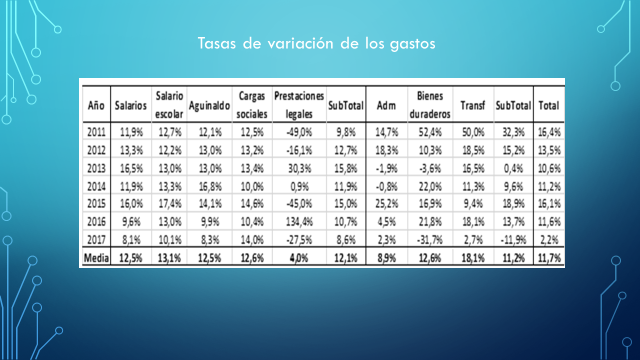 Tasas de variación de los gastos
Año Salarios Salario escolar Aguinaldo Cargas sociales Prestaciones legales SubTotal Adm Bienes duraderos Transf SubTotal Total
2011 11,9% 12,7% 12,1% 12,5% -49,0% 9,8% 14,7% 52,4% 50,0% 32,3% 16,4%
2012 13,3% 12,2% 13,0% 13,2% -16,1% 12,7% 18,3% 10,3% 18,5% 15,2% 13,5%
2013 16,5% 13,0% 13,0% 13,4% 30,3% 15,8% -1,9% -3,6% 16,5% 0,4% 10,6%
2014 11,9% 13,3% 16,8% 10,0% 0,9% 11,9% -0,8% 22,0% 11,3% 9,6% 11,2%
2015 16,0% 17,4% 14,1% 14,6% -45,0% 15,0% 25,2% 16,9% 9,4% 18,9% 16,1%
2016 9,6% 13,0% 9,9% 10,4% 134,4% 10,7% 4,5% 21,8% 18,1% 13,7% 11,6%
2017 8,1% 10,1% 8,3% 14,0% -27,5% 8,6% 2,3% -31,7% 2,7% -11,9% 2,2%
Media 12,5% 13,1% 12,5% 12,6% 4,0% 12,1% 8,9% 12,6% 18,1% 11,2% 11,7%